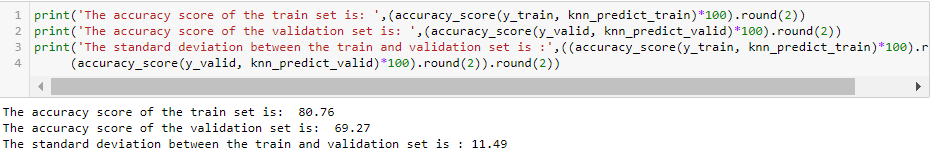 1 print('The accuracy score of the train set is: ',(accuracy_score(y_train, knn_predict_train)*100).round(2))
2 print('The accuracy score of the validation set is: ',(accuracy_score(y_valid, knn_predict_valid)*100).round(2))
3 print('The standard deviation between the train and validation set is :',((accuracy_score(y_train, knn_predict_train)*100).r
4 (accuracy_score(y_valid, knn_predict_valid)*100).round(2)).round(2))
The accuracy score of the train set is:  80.76
The accuracy score of the validation set is:  69.27
The standard deviation between the train and validation set is : 11.49